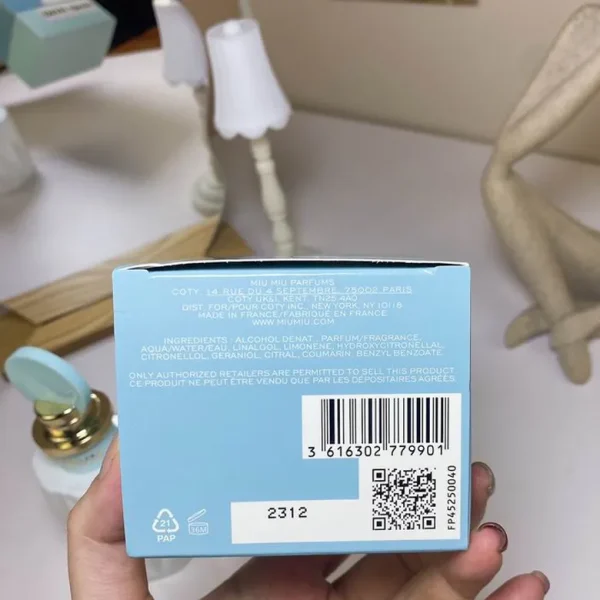 MIU MIU PARFUMS
COTY. 14 RUE DU 4 SEPTEMBRE, 75002 PARIS
COTY UK&I, KENT, TN25 4AQ
DIST. FOR/POUR COTY INC., NEW YORK, NY 10118
MADE IN FRANCE/FABRIQUÉ EN FRANCE
WWW.MIUMIU.COM
INGREDIENTS : ALCOHOL DENAT., PARFUM/FRAGRANCE,
AQUA/WATER/EAU, LINALOOL, LIMONENE, HYDROXYCITRONELLAL,
CITRONELLOL, GERANIOL, CITRAL, COUMARIN, BENZYL BENZOATE.
ONLY AUTHORIZED RETAILERS ARE PERMITTED TO SELL THIS PRODUCT
CE PRODUIT NE PEUT ÊTRE VENDU QUE PAR LES DÉPOSITAIRES AGRÉÉS.
3 616302 779901
2312
FP45250040
21
PAP
36M